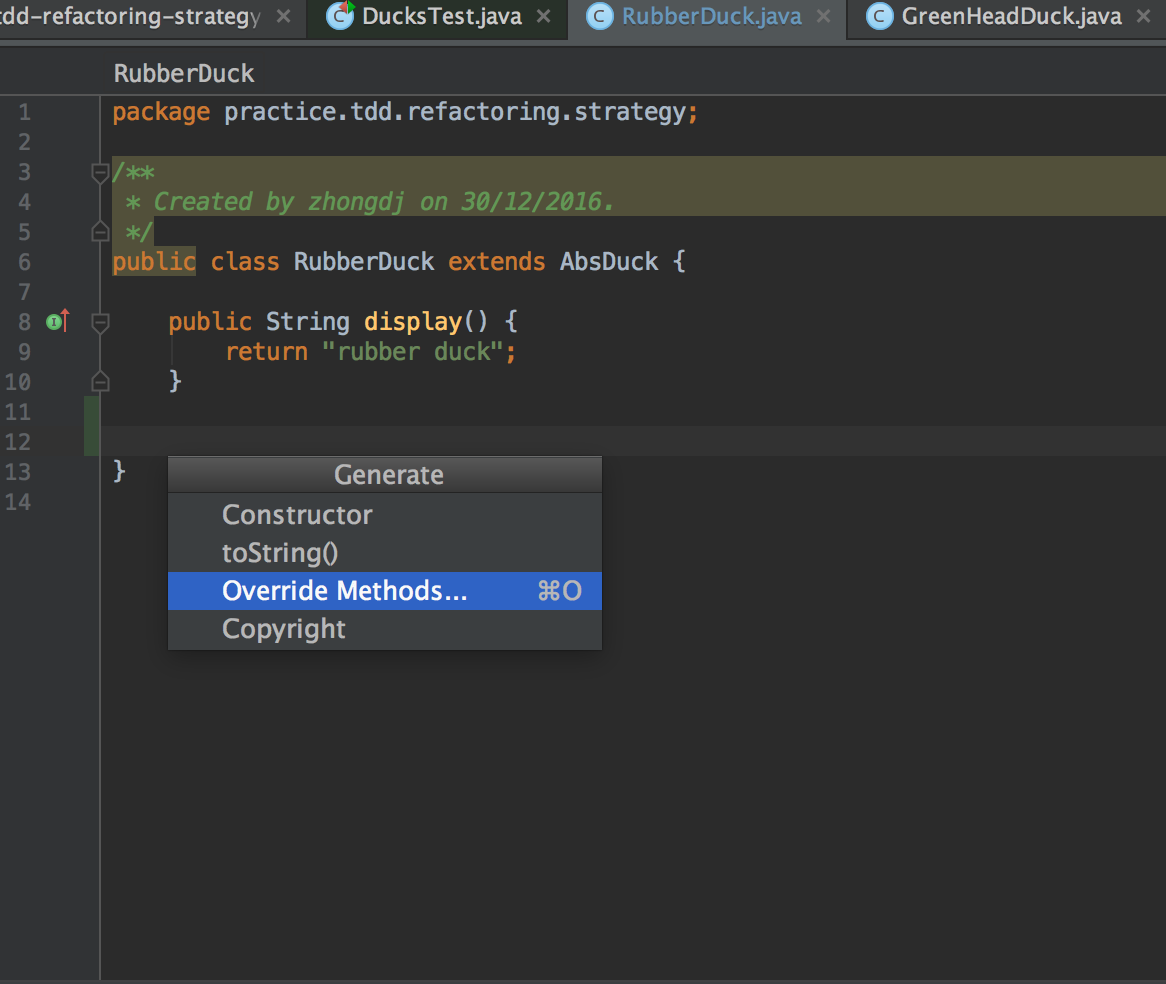 tdd-refactoring-strategy DucksTest.java RubberDuck.java GreenHeadDuck.java
RubberDuck
1 package practice.tdd.refactoring.strategy;
2
3 /**
4 * Created by zhongdj on 30/12/2016.
5 */
6 public class RubberDuck extends AbsDuck {
7
8 public String display() {
9 return "rubber duck";
10 }
11
12
13 }
14
Generate
Constructor
toString()
Override Methods... ⌘O
Copyright